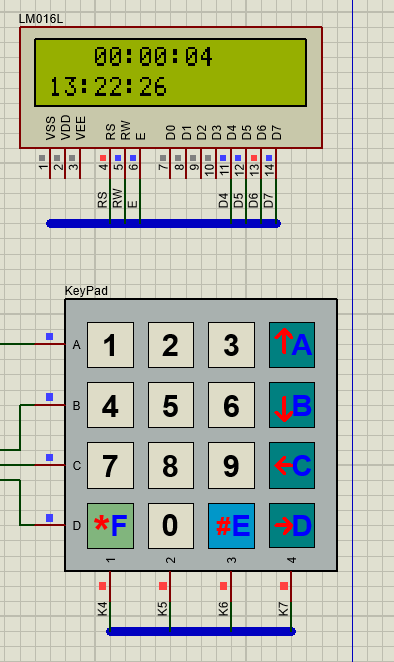 LM016L
00:00:04
13:22:26
VSS VDD VEE RS RW E D0 D1 D2 D3 D4 D5 D6 D7
1 2 3 4 5 6 7 8 9 10 11 12 13 14
RS RW E D4 D5 D6 D7
KeyPad
A 1 2 3 ↑A
B 4 5 6 ↓B
C 7 8 9 ←C
D *F 0 #E →D
1 2 3 4
K4 K5 K6 K7